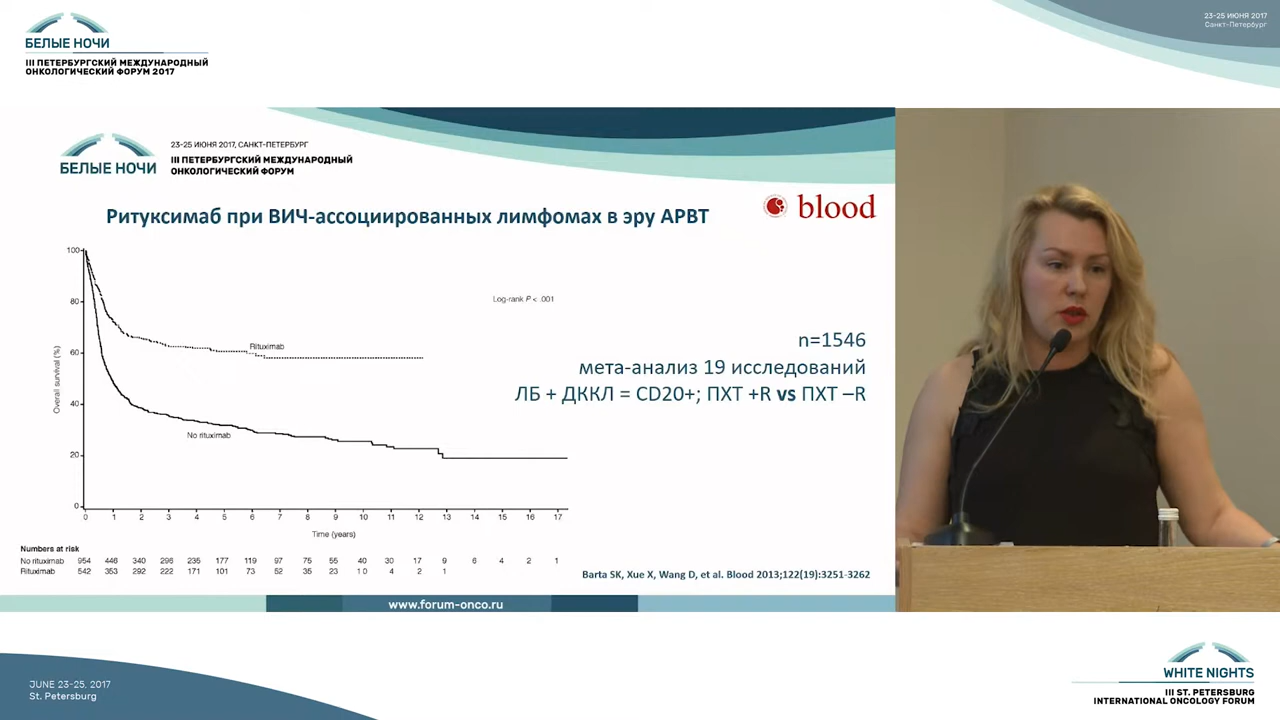 23-25 ИЮНЯ 2017
Санкт-Петербург
БЕЛЫЕ НОЧИ
III ПЕТЕРБУРГСКИЙ МЕЖДУНАРОДНЫЙ
ОНКОЛОГИЧЕСКИЙ ФОРУМ 2017
23-25 ИЮНЯ 2017, САНКТ-ПЕТЕРБУРГ
БЕЛЫЕ НОЧИ
III ПЕТЕРБУРГСКИЙ МЕЖДУНАРОДНЫЙ
ОНКОЛОГИЧЕСКИЙ ФОРУМ
Ритуксимаб при ВИЧ-ассоциированных лимфомах в эру АРВТ
blood
100
80
60
40
20
0
Overall survival (%)
Log-rank P < .001
Rituximab
No rituximab
n=1546
мета-анализ 19 исследований
ЛБ + ДККЛ = CD20+; ПХТ +R vs ПХТ –R
0 1 2 3 4 5 6 7 8 9 10 11 12 13 14 15 16 17
Time (years)
Numbers at risk
No rituximab 954 446 340 296 235 177 119 97 75 55 40 30 17 9 6 4 2 1
Rituximab 542 353 292 222 171 101 73 52 35 23 10 4 2 1
Barta SK, Xue X, Wang D, et al. Blood 2013;122(19):3251-3262
www.forum-onco.ru
JUNE 23-25, 2017
St. Petersburg
WHITE NIGHTS
III ST. PETERSBURG
INTERNATIONAL ONCOLOGY FORUM